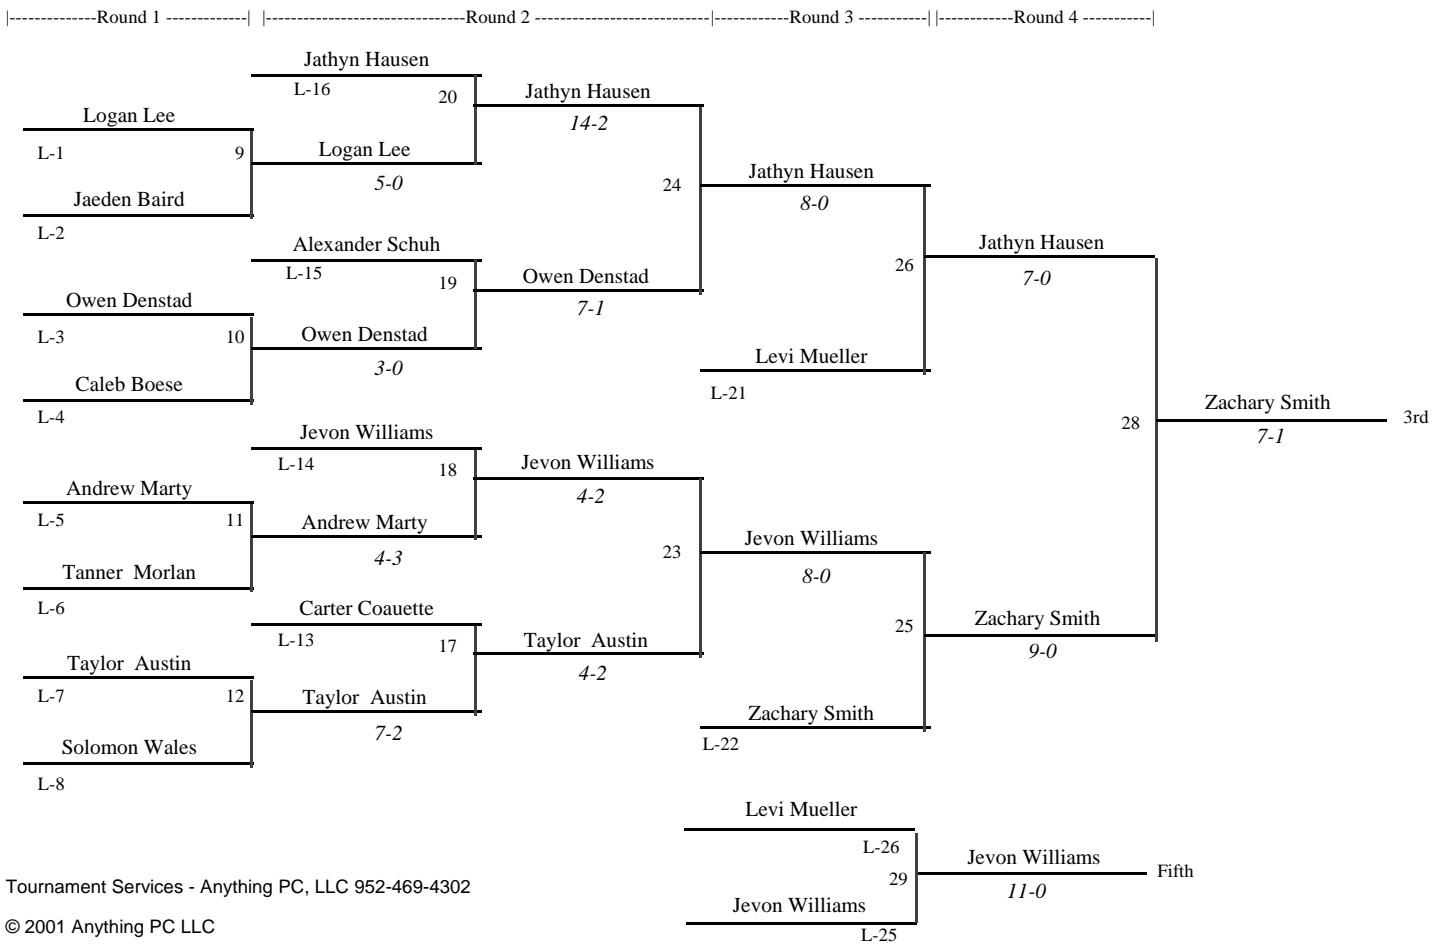 |-------------Round 1 -------------| |-----------------------------Round 2 -------------------------|------------Round 3 -----------| |------------Round 4 -----------|
Jathyn Hausen
L-16
20
Jathyn Hausen
14-2
Logan Lee
L-1
9
Logan Lee
5-0
Jaeden Baird
L-2
24
Jathyn Hausen
8-0
Alexander Schuh
L-15
19
Owen Denstad
7-1
Owen Denstad
L-3
10
Owen Denstad
3-0
Caleb Boese
L-4
26
Jathyn Hausen
7-0
Levi Mueller
L-21
28
Zachary Smith
7-1
3rd
Jevon Williams
L-14
18
Jevon Williams
4-2
Andrew Marty
L-5
11
Andrew Marty
4-3
Tanner Morlan
L-6
23
Jevon Williams
8-0
Carter Coauette
L-13
17
Taylor Austin
4-2
Taylor Austin
L-7
12
Taylor Austin
7-2
Solomon Wales
L-8
25
Zachary Smith
9-0
Zachary Smith
L-22
Levi Mueller
L-26
29
Jevon Williams
11-0
Fifth
Jevon Williams
L-25
Tournament Services - Anything PC, LLC 952-469-4302
© 2001 Anything PC LLC